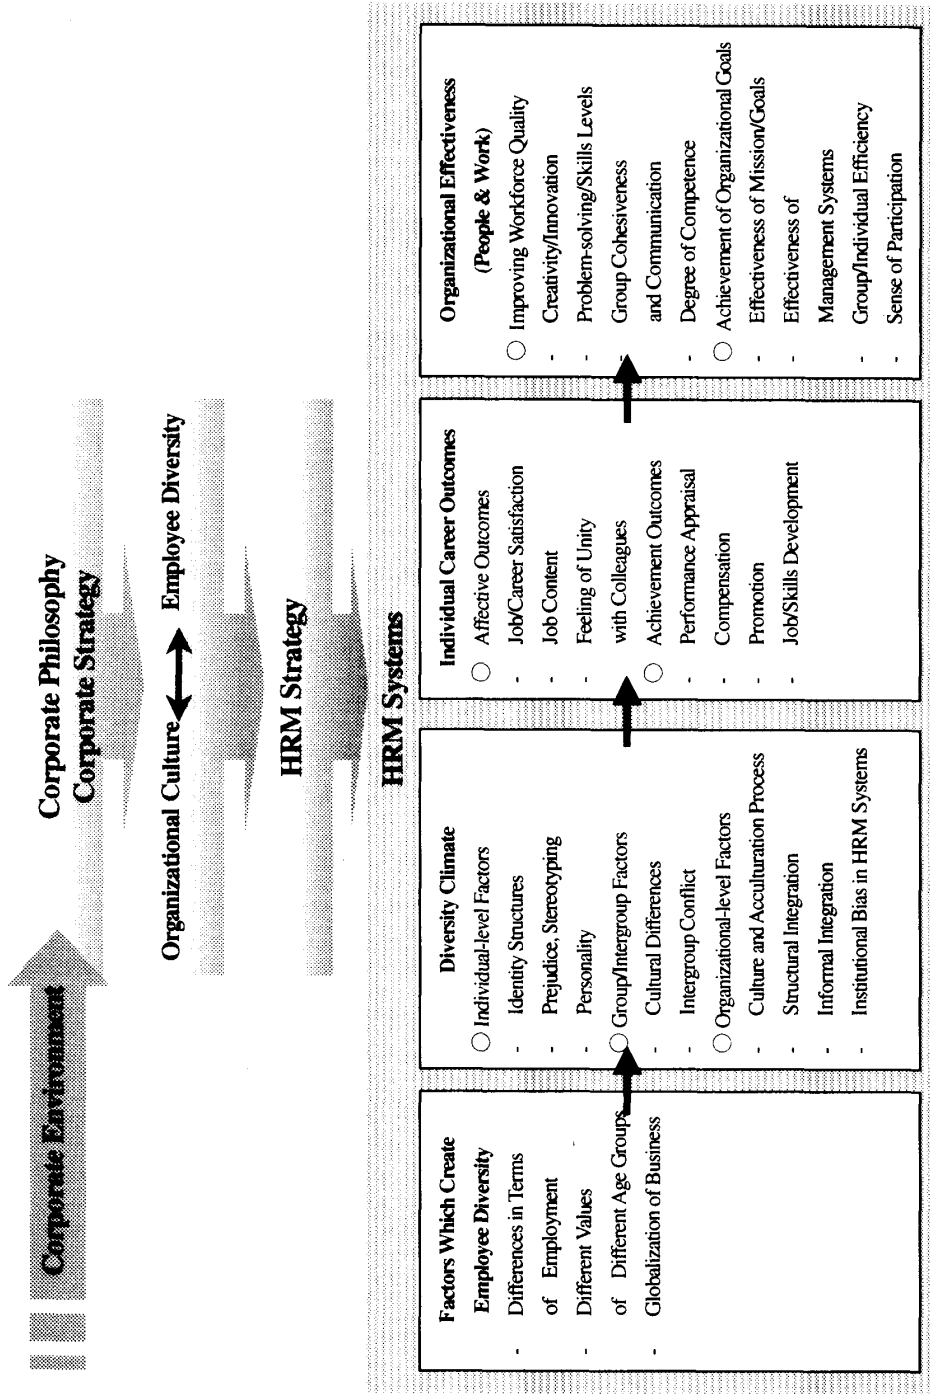 Corporate Environment
Corporate Philosophy
Corporate Strategy
Organizational Culture
Employee Diversity
HRM Strategy
HRM Systems
Factors Which Create
Employee Diversity
- Differences in Terms
of Employment
- Different Values
of Different Age Groups
- Globalization of Business
Diversity Climate
○ Individual-level Factors
- Identity Structures
- Prejudice, Stereotyping
- Personality
○ Group/Intergroup Factors
- Cultural Differences
- Intergroup Conflict
○ Organizational-level Factors
- Culture and Acculturation Process
- Structural Integration
- Informal Integration
- Institutional Bias in HRM Systems
Individual Career Outcomes
○ Affective Outcomes
- Job/Career Satisfaction
- Job Content
- Feeling of Unity
with Colleagues
○ Achievement Outcomes
- Performance Appraisal
- Compensation
- Promotion
- Job/Skills Development
Organizational Effectiveness
(People & Work)
○ Improving Workforce Quality
- Creativity/Innovation
- Problem-solving/Skills Levels
- Group Cohesiveness
and Communication
- Degree of Competence
○ Achievement of Organizational Goals
- Effectiveness of Mission/Goals
- Effectiveness of
Management Systems
- Group/Individual Efficiency
- Sense of Participation